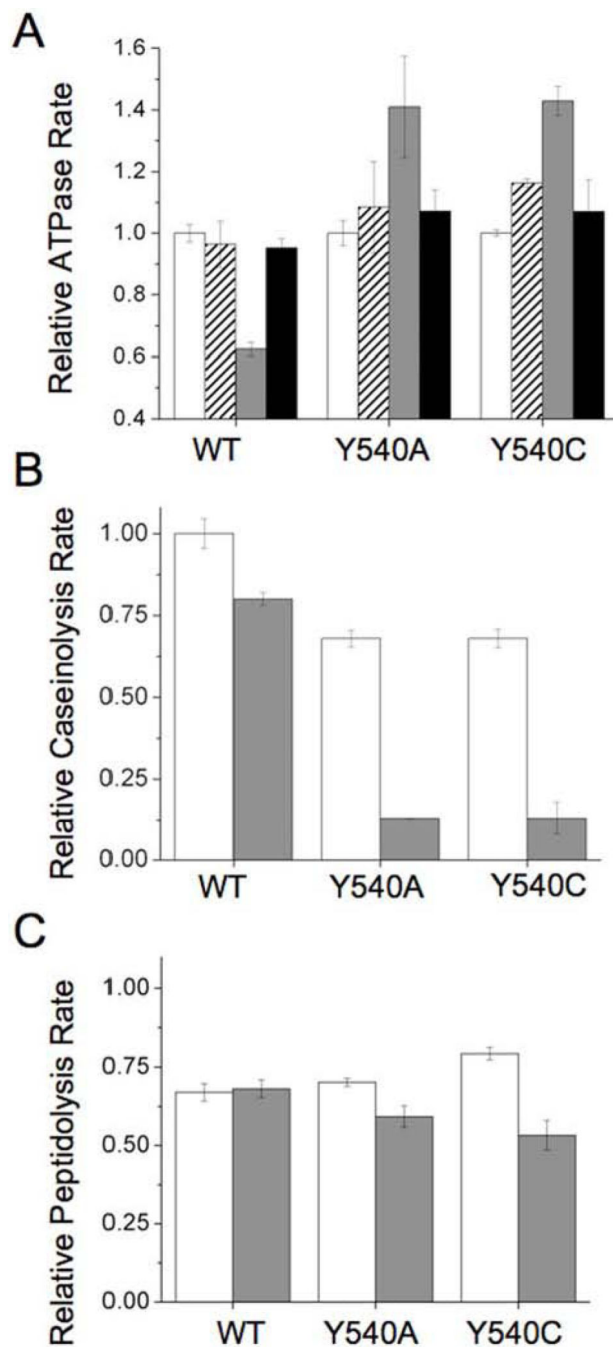 A
Relative ATPase Rate
1.6
1.4
1.2
1.0
0.8
0.6
0.4
WT Y540A Y540C
B
Relative Caseinolysis Rate
1.00
0.75
0.50
0.25
0.00
WT Y540A Y540C
C
Relative Peptidolysis Rate
1.00
0.75
0.50
0.25
0.00
WT Y540A Y540C